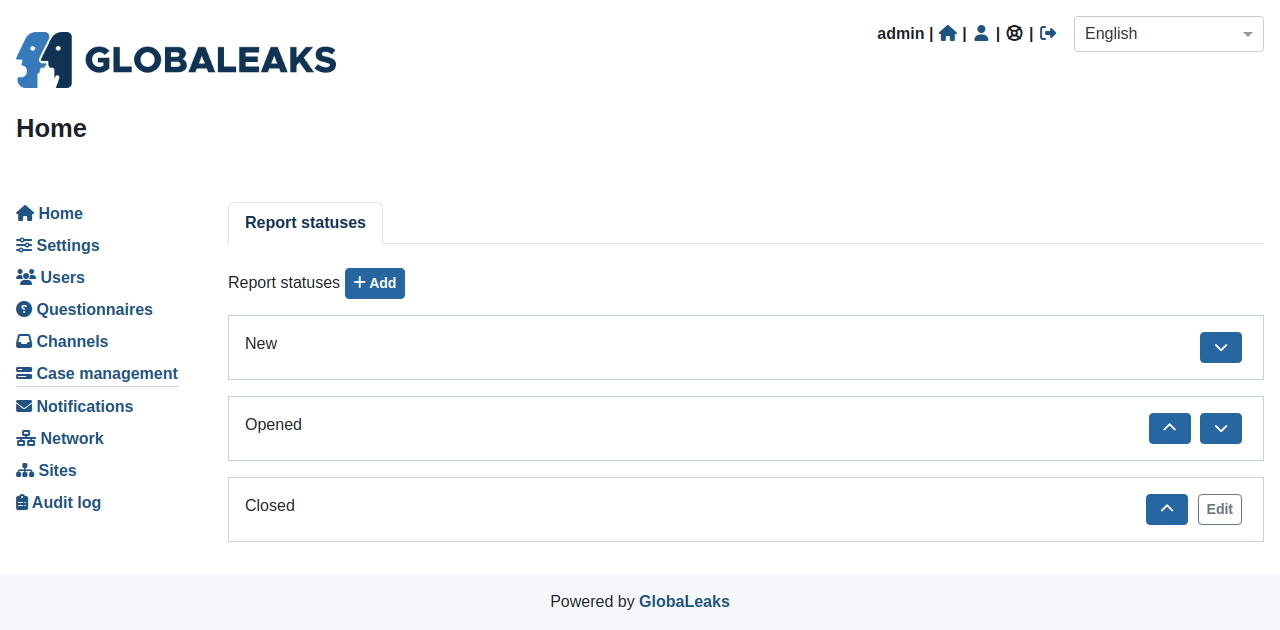 GLOBALEAKS
admin | | | |
English
Home
Home
Settings
Users
Questionnaires
Channels
Case management
Notifications
Network
Sites
Audit log
Report statuses
Report statuses Add
New
Opened
Closed
Edit
Powered by GlobaLeaks